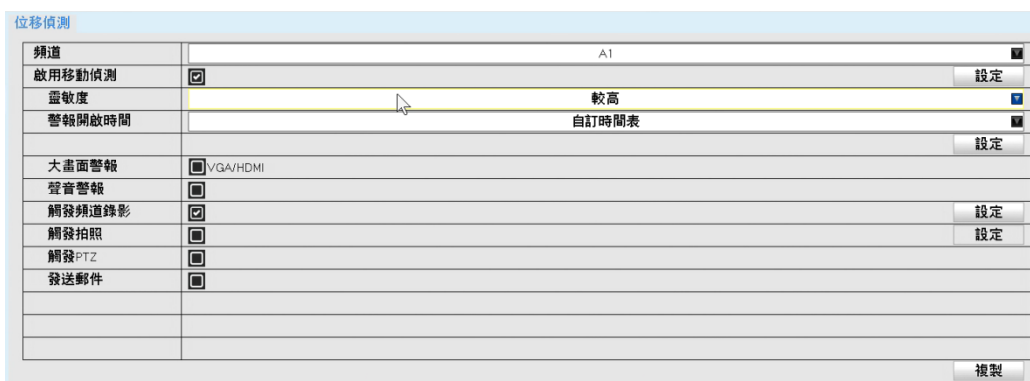 位移偵測
頻道 A1
啟用移動偵測 設定
靈敏度 較高
警報開啟時間 自訂時間表
設定
大畫面警報 VGA/HDMI
聲音警報
觸發頻道錄影 設定
觸發拍照 設定
觸發PTZ
發送郵件
複製